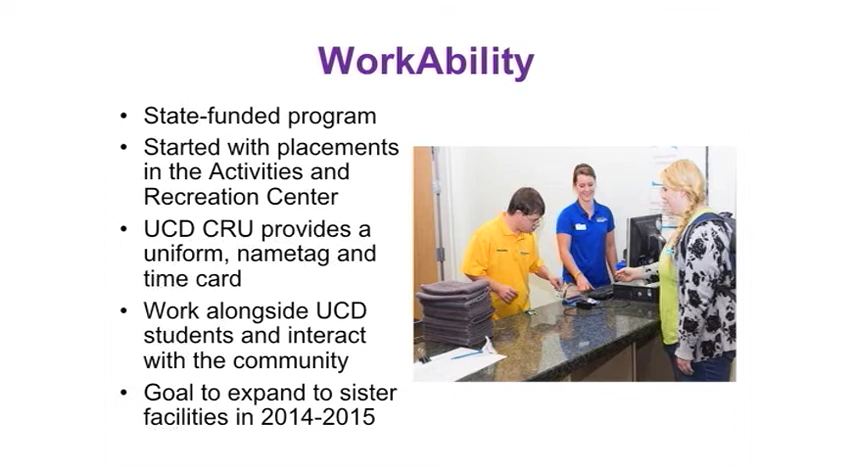 WorkAbility
• State-funded program
• Started with placements
in the Activities and
Recreation Center
• UCD CRU provides a
uniform, nametag and
time card
• Work alongside UCD
students and interact
with the community
• Goal to expand to sister
facilities in 2014-2015